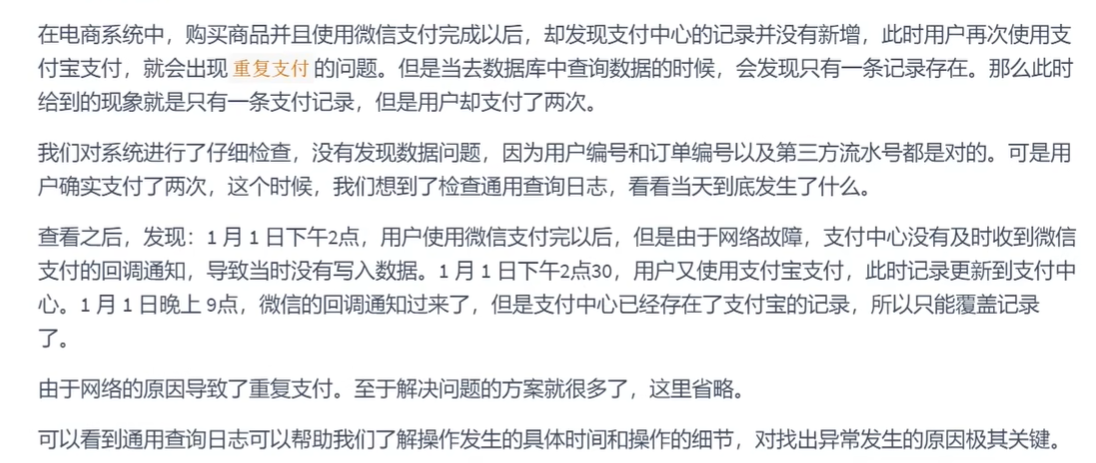 在电商系统中，购买商品并且使用微信支付完成以后，却发现支付中心的记录并没有新增，此时用户再次使用支
付宝支付，就会出现 重复支付 的问题。但是当去数据库中查询数据的时候，会发现只有一条记录存在。那么此时
给到的现象就是只有一条支付记录，但是用户却支付了两次。
我们对系统进行了仔细检查，没有发现数据问题，因为用户编号和订单编号以及第三方流水号都是对的。可是用
户确实支付了两次，这个时候，我们想到了检查通用查询日志，看看当天到底发生了什么。
查看之后，发现：1 月 1 日下午2点，用户使用微信支付完以后，但是由于网络故障，支付中心没有及时收到微信
支付的回调通知，导致当时没有写入数据。1 月 1 日下午2点30，用户又使用支付宝支付，此时记录更新到支付中
心。1 月 1 日晚上 9点，微信的回调通知过来了，但是支付中心已经存在了支付宝的记录，所以只能覆盖记录
了。
由于网络的原因导致了重复支付。至于解决问题的方案就很多了，这里省略。
可以看到通用查询日志可以帮助我们了解操作发生的具体时间和操作的细节，对找出异常发生的原因极其关键。